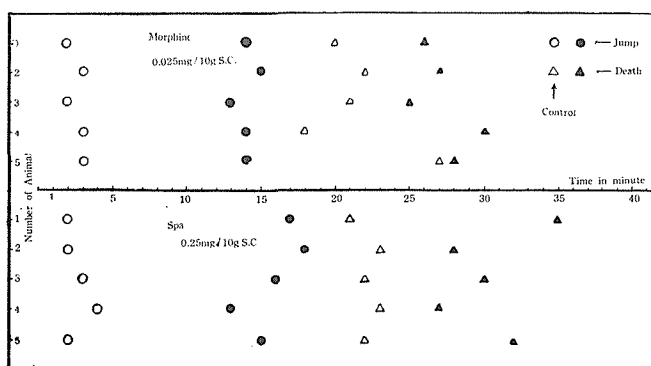 Morphine
0.025mg/10g S.C.
←Jump
←Death
Control
1
2
3
4
5
Number of Animal
Time in minute
1 5 10 15 20 25 30 35 40
Spa
0.25mg/10g S.C
1
2
3
4
5